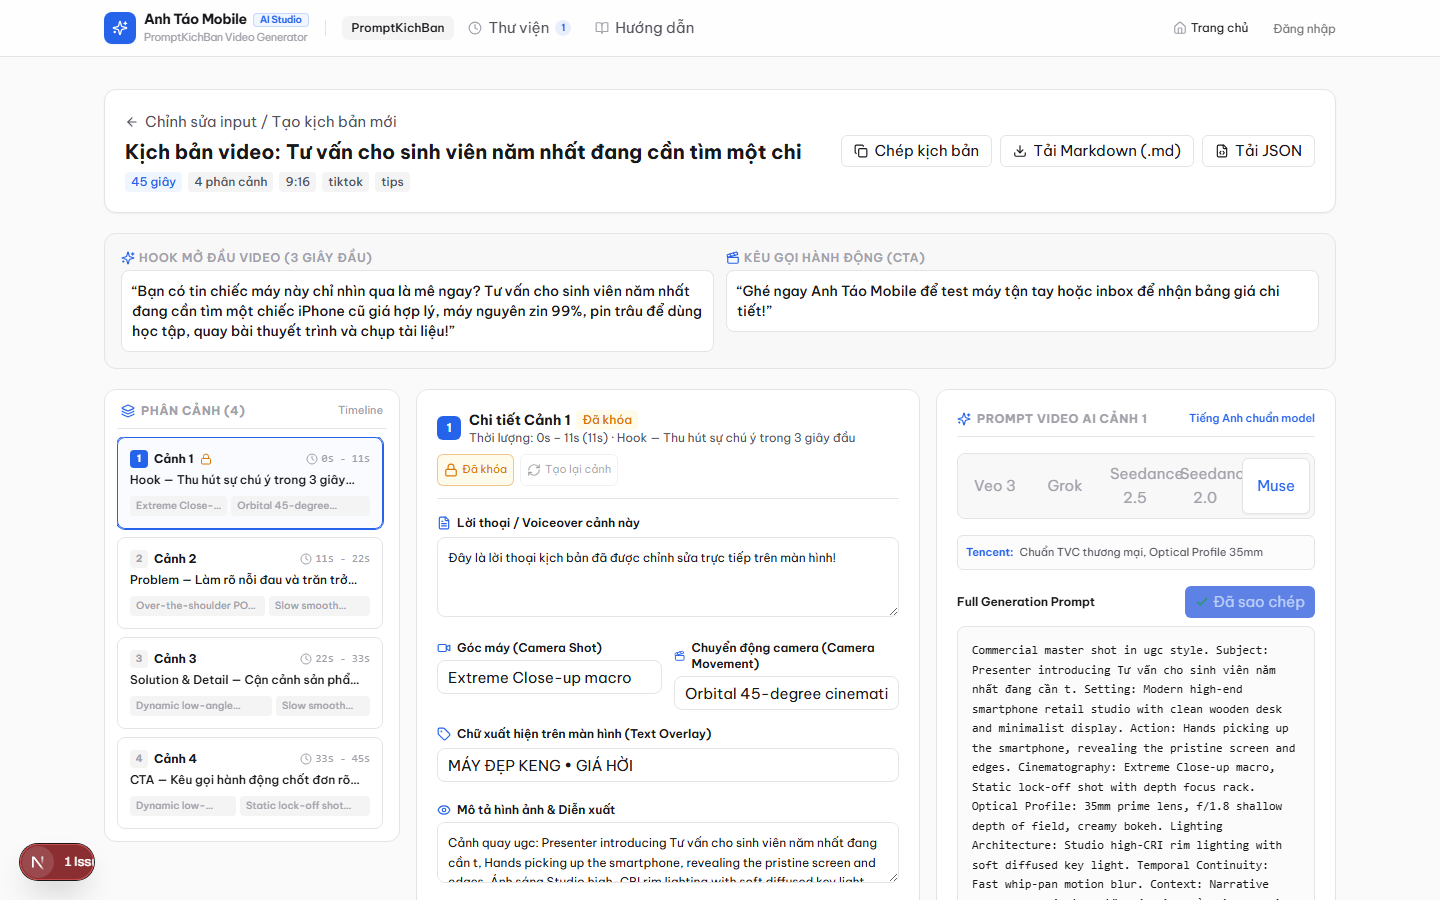 Anh Táo Mobile AI Studio
PromptKichBan Video Generator
PromptKichBan
Thư viện 1
Hướng dẫn
Trang chủ
Đăng nhập
← Chỉnh sửa input / Tạo kịch bản mới
Kịch bản video: Tư vấn cho sinh viên năm nhất đang cần tìm một chi
45 giây 4 phân cảnh 9:16 tiktok tips
Chép kịch bản
Tải Markdown (.md)
Tải JSON
HOOK MỞ ĐẦU VIDEO (3 GIÂY ĐẦU)
“Bạn có tin chiếc máy này chỉ nhìn qua là mê ngay? Tư vấn cho sinh viên năm nhất
đang cần tìm một chiếc iPhone cũ giá hợp lý, máy nguyên zin 99%, pin trâu để dùng
học tập, quay bài thuyết trình và chụp tài liệu!”
KÊU GỌI HÀNH ĐỘNG (CTA)
“Ghé ngay Anh Táo Mobile để test máy tận tay hoặc inbox để nhận bảng giá chi
tiết!”
PHÂN CẢNH (4) Timeline
1 Cảnh 1 0s - 11s
Hook — Thu hút sự chú ý trong 3 giây...
Extreme Close-... Orbital 45-degree...
2 Cảnh 2 11s - 22s
Problem — Làm rõ nỗi đau và trăn trở...
Over-the-shoulder PO... Slow smooth...
3 Cảnh 3 22s - 33s
Solution & Detail — Cận cảnh sản phẩ...
Dynamic low-angle... Slow smooth...
4 Cảnh 4 33s - 45s
CTA — Kêu gọi hành động chốt đơn rõ...
Dynamic low-... Static lock-off shot...
1 Chi tiết Cảnh 1 Đã khóa
Thời lượng: 0s – 11s (11s) · Hook — Thu hút sự chú ý trong 3 giây đầu
Đã khóa Tạo lại cảnh
Lời thoại / Voiceover cảnh này
Đây là lời thoại kịch bản đã được chỉnh sửa trực tiếp trên màn hình!
Góc máy (Camera Shot)
Extreme Close-up macro
Chuyển động camera (Camera
Movement)
Orbital 45-degree cinemati
Chữ xuất hiện trên màn hình (Text Overlay)
MÁY ĐẸP KENG • GIÁ HỜI
Mô tả hình ảnh & Diễn xuất
Cảnh quay ugc: Presenter introducing Tư vấn cho sinh viên năm nhất đang
cần t, Hands picking up the smartphone, revealing the pristine screen and
edges. Ánh sáng Studio high-CRI rim lighting with soft diffused key light.
PROMPT VIDEO AI CẢNH 1 Tiếng Anh chuẩn model
Veo 3
Grok
Seedance
2.5
Seedanc
2.0
Muse
Tencent: Chuẩn TVC thương mại, Optical Profile 35mm
Full Generation Prompt
Đã sao chép
Commercial master shot in ugc style. Subject:
Presenter introducing Tư vấn cho sinh viên năm
nhất đang cần t. Setting: Modern high-end
smartphone retail studio with clean wooden desk
and minimalist display. Action: Hands picking up
the smartphone, revealing the pristine screen and
edges. Cinematography: Extreme Close-up macro,
Static lock-off shot with depth focus rack.
Optical Profile: 35mm prime lens, f/1.8 shallow
depth of field, creamy bokeh. Lighting
Architecture: Studio high-CRI rim lighting with
soft diffused key light. Temporal Continuity:
Fast whip-pan motion blur. Context: Narrative
N 1 Iss